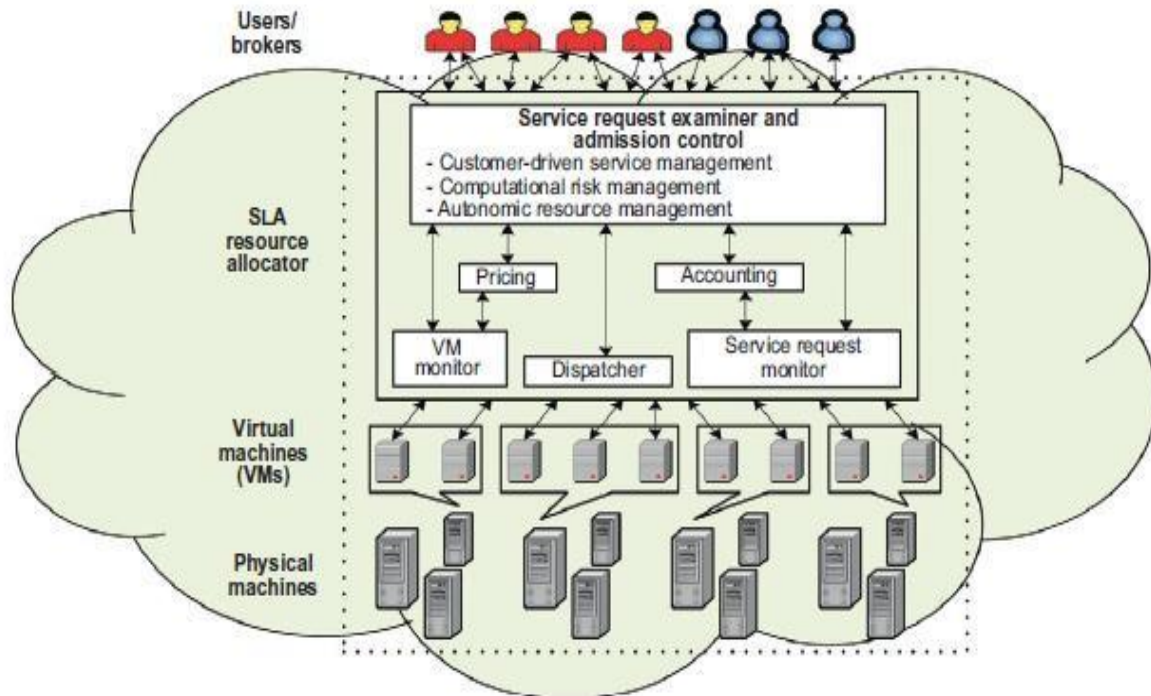 Users/
brokers
Service request examiner and
admission control
- Customer-driven service management
- Computational risk management
- Autonomic resource management
SLA
resource
allocator
Pricing
Accounting
VM
monitor
Dispatcher
Service request
monitor
Virtual
machines
(VMs)
Physical
machines